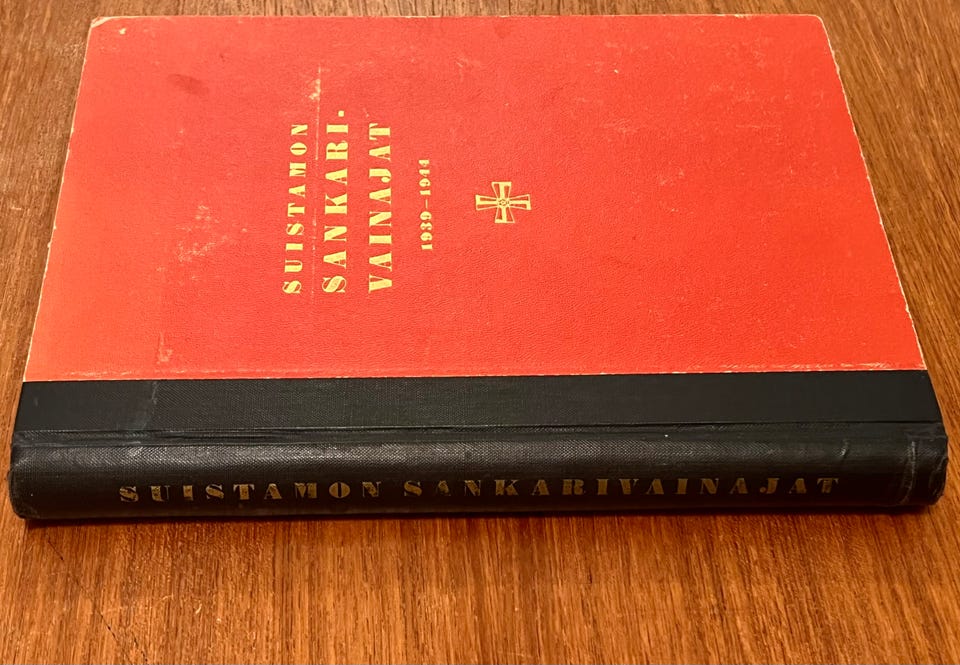 SUISTAMON
SANKARI-
VAINAJAT
1939–1944
SUISTAMON SANKARIVAINAJAT